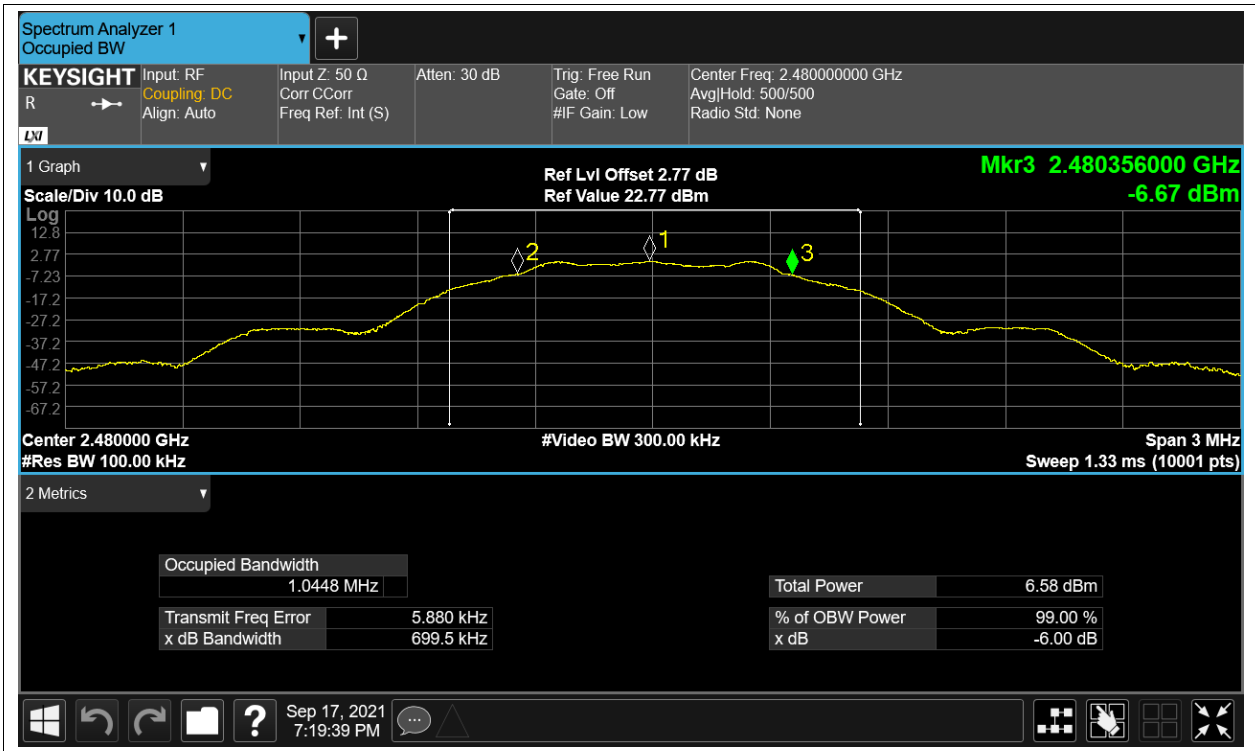 Spectrum Analyzer 1
Occupied BW
KEYSIGHT
R
LXI
Input: RF
Coupling: DC
Align: Auto
Input Z: 50 Ω
Corr CCorr
Freq Ref: Int (S)
Atten: 30 dB
Trig: Free Run
Gate: Off
#IF Gain: Low
Center Freq: 2.480000000 GHz
Avg|Hold: 500/500
Radio Std: None
1 Graph
Ref Lvl Offset 2.77 dB
Mkr3 2.480356000 GHz
Scale/Div 10.0 dB
Ref Value 22.77 dBm
-6.67 dBm
Log
12.8
2.77
-7.23
-17.2
-27.2
-37.2
-47.2
-57.2
-67.2
2
1
3
Center 2.480000 GHz
#Video BW 300.00 kHz
Span 3 MHz
#Res BW 100.00 kHz
Sweep 1.33 ms (10001 pts)
2 Metrics
Occupied Bandwidth
1.0448 MHz
Transmit Freq Error 5.880 kHz
x dB Bandwidth 699.5 kHz
Total Power 6.58 dBm
% of OBW Power 99.00 %
x dB -6.00 dB
?
Sep 17, 2021
7:19:39 PM